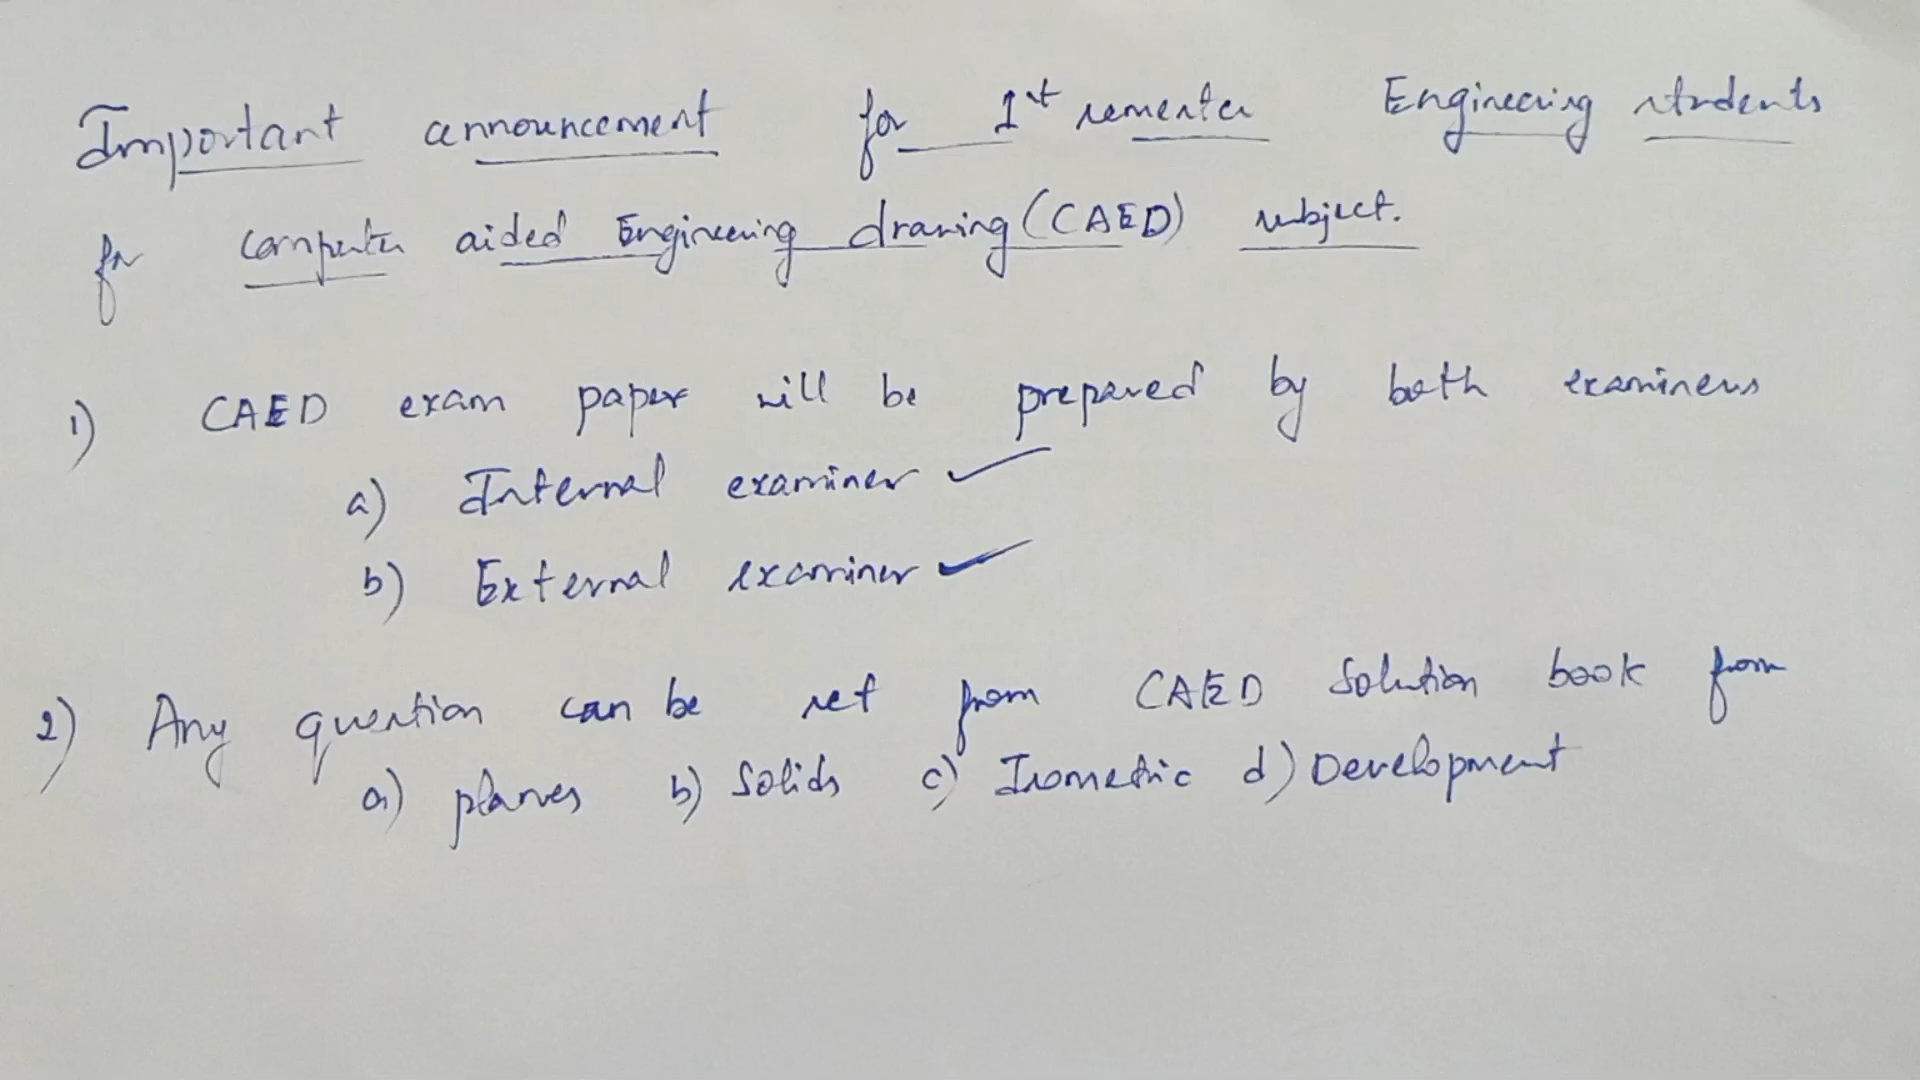 Important announcement for 1st semester Engineering students
for computer aided Engineering drawing (CAED) subject.
1) CAED exam paper will be prepared by both examiners
a) Internal examiner ✓
b) External examiner ✓
2) Any question can be set from CAED Solution book from
a) planes b) Solids c) Isometric d) Development